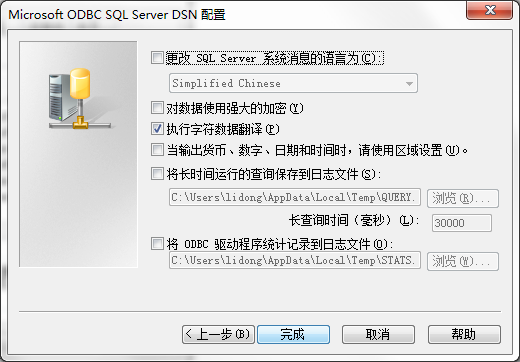 Microsoft ODBC SQL Server DSN 配置
更改 SQL Server 系统消息的语言为(C):
Simplified Chinese
对数据使用强大的加密(Y)
执行字符数据翻译(P)
当输出货币、数字、日期和时间时，请使用区域设置(U)。
将长时间运行的查询保存到日志文件(S):
C:\Users\lidong\AppData\Local\Temp\QUERY. 浏览(R)...
长查询时间（毫秒）(L): 30000
将 ODBC 驱动程序统计记录到日志文件(O):
C:\Users\lidong\AppData\Local\Temp\STATS. 浏览(W)...
< 上一步(B) 完成 取消 帮助